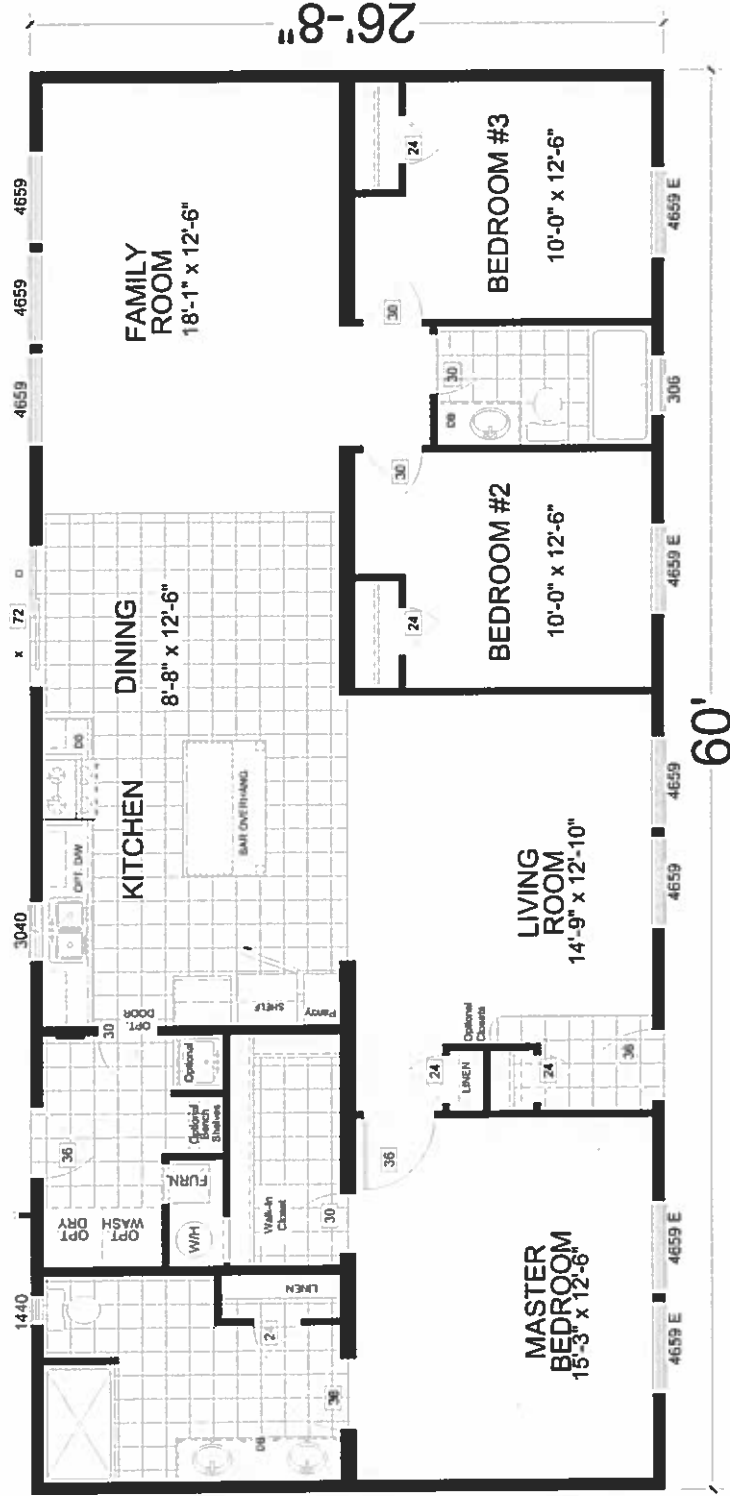 1440
3040
x 72 o
4659
4659
4659
26'-8"
36
OPT.
DRY
OPT.
WASH
FURN.
W/H
Optional
Bench
Shelves
Optional
30
OPT.
DOOR
OPT. D/W
KITCHEN
DINING
8'-8" x 12'-6"
FAMILY
ROOM
18'-1" x 12'-6"
BAR OVERHANG
SHELF
Pantry
Walk-In
Closet
30
LINEN
24
36
DB
36
MASTER
BEDROOM
15'-3" x 12'-6"
24
LINEN
24
Optional
Closets
36
LIVING
ROOM
14'-9" x 12'-10"
24
BEDROOM #2
10'-0" x 12'-6"
30
DB
30
30
24
BEDROOM #3
10'-0" x 12'-6"
4659 E
4659 E
4659
4659
4659 E
306
4659 E
60'